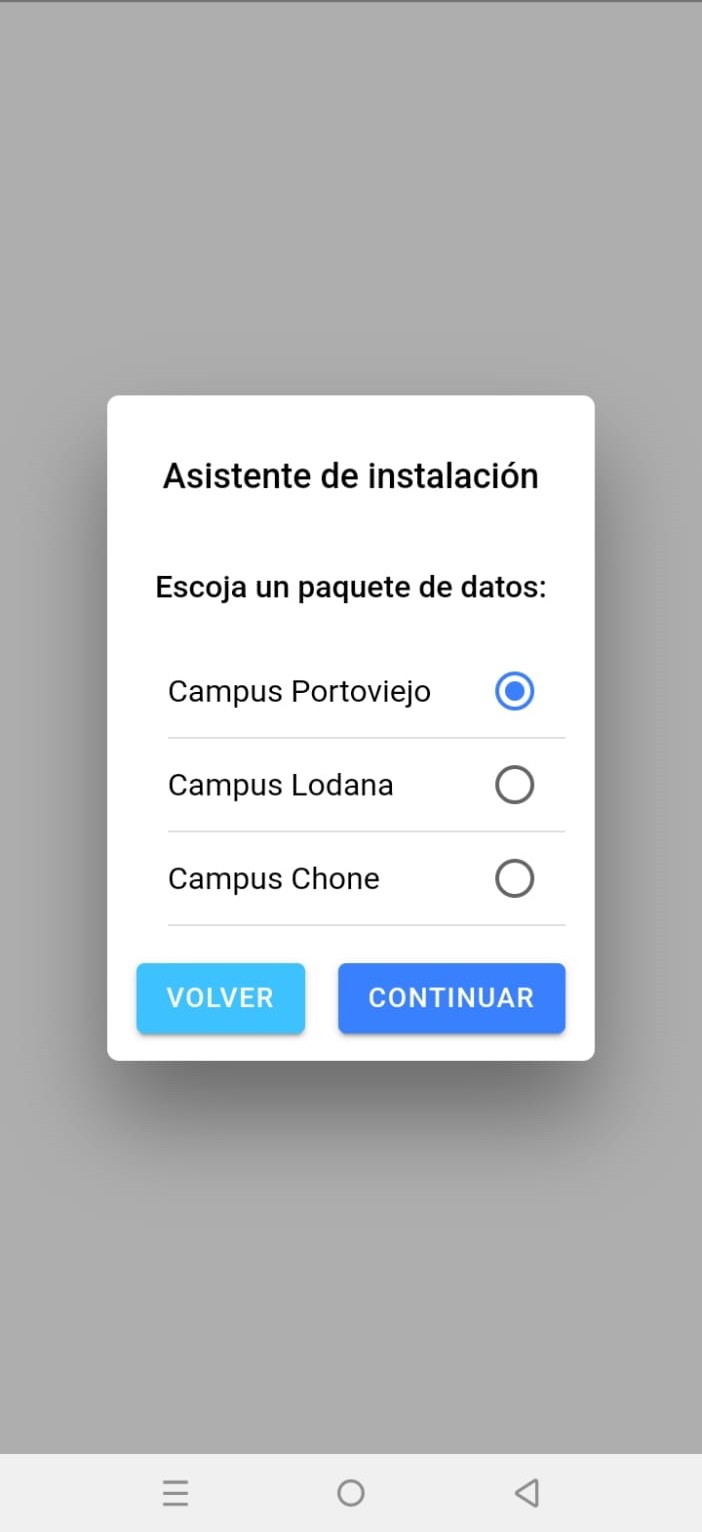 Asistente de instalación
Escoja un paquete de datos:
Campus Portoviejo
Campus Lodana
Campus Chone
VOLVER
CONTINUAR